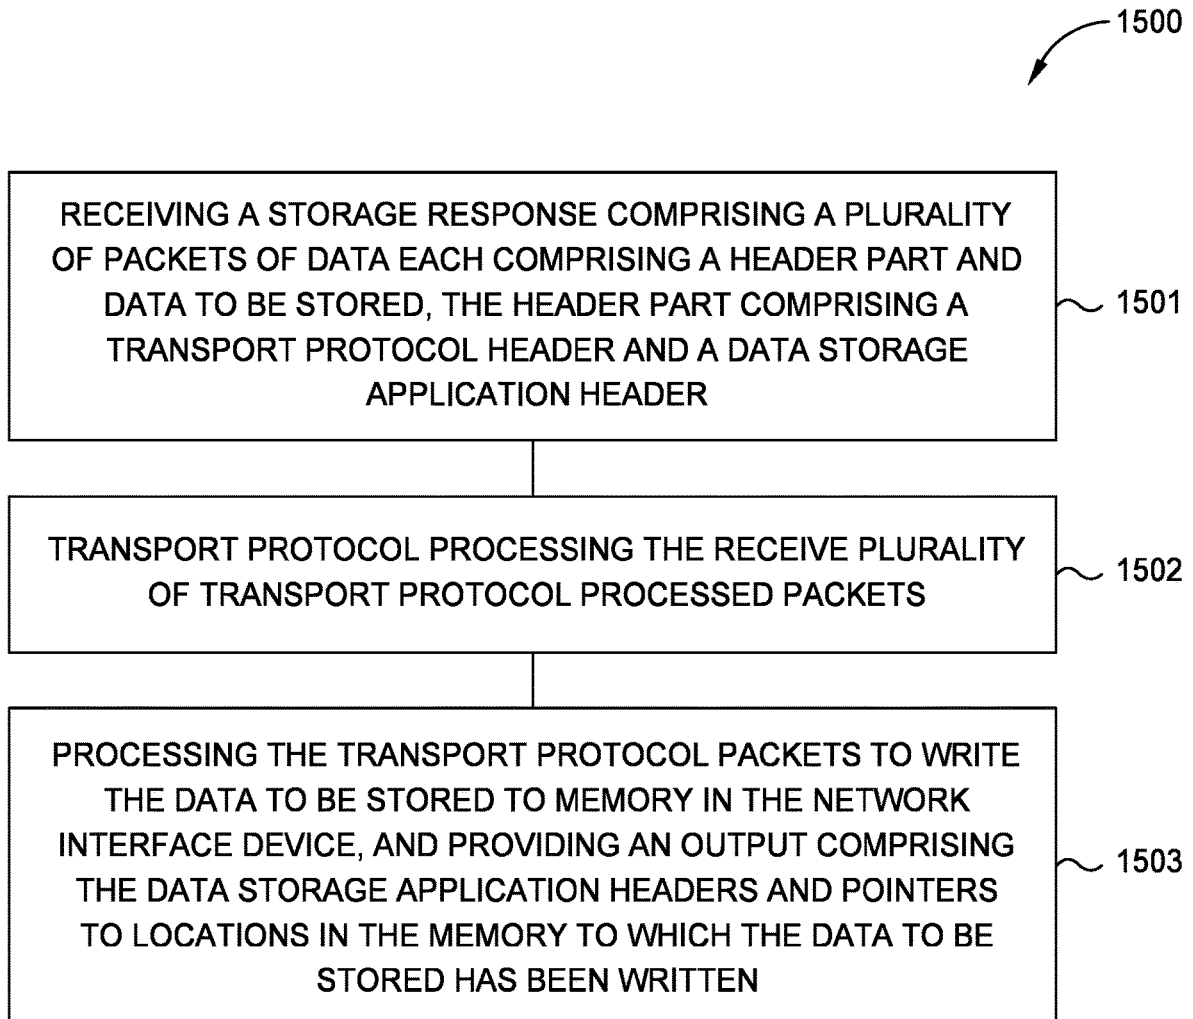 1500
RECEIVING A STORAGE RESPONSE COMPRISING A PLURALITY
OF PACKETS OF DATA EACH COMPRISING A HEADER PART AND
DATA TO BE STORED, THE HEADER PART COMPRISING A
TRANSPORT PROTOCOL HEADER AND A DATA STORAGE
APPLICATION HEADER
1501
TRANSPORT PROTOCOL PROCESSING THE RECEIVE PLURALITY
OF TRANSPORT PROTOCOL PROCESSED PACKETS
1502
PROCESSING THE TRANSPORT PROTOCOL PACKETS TO WRITE
THE DATA TO BE STORED TO MEMORY IN THE NETWORK
INTERFACE DEVICE, AND PROVIDING AN OUTPUT COMPRISING
THE DATA STORAGE APPLICATION HEADERS AND POINTERS
TO LOCATIONS IN THE MEMORY TO WHICH THE DATA TO BE
STORED HAS BEEN WRITTEN
1503